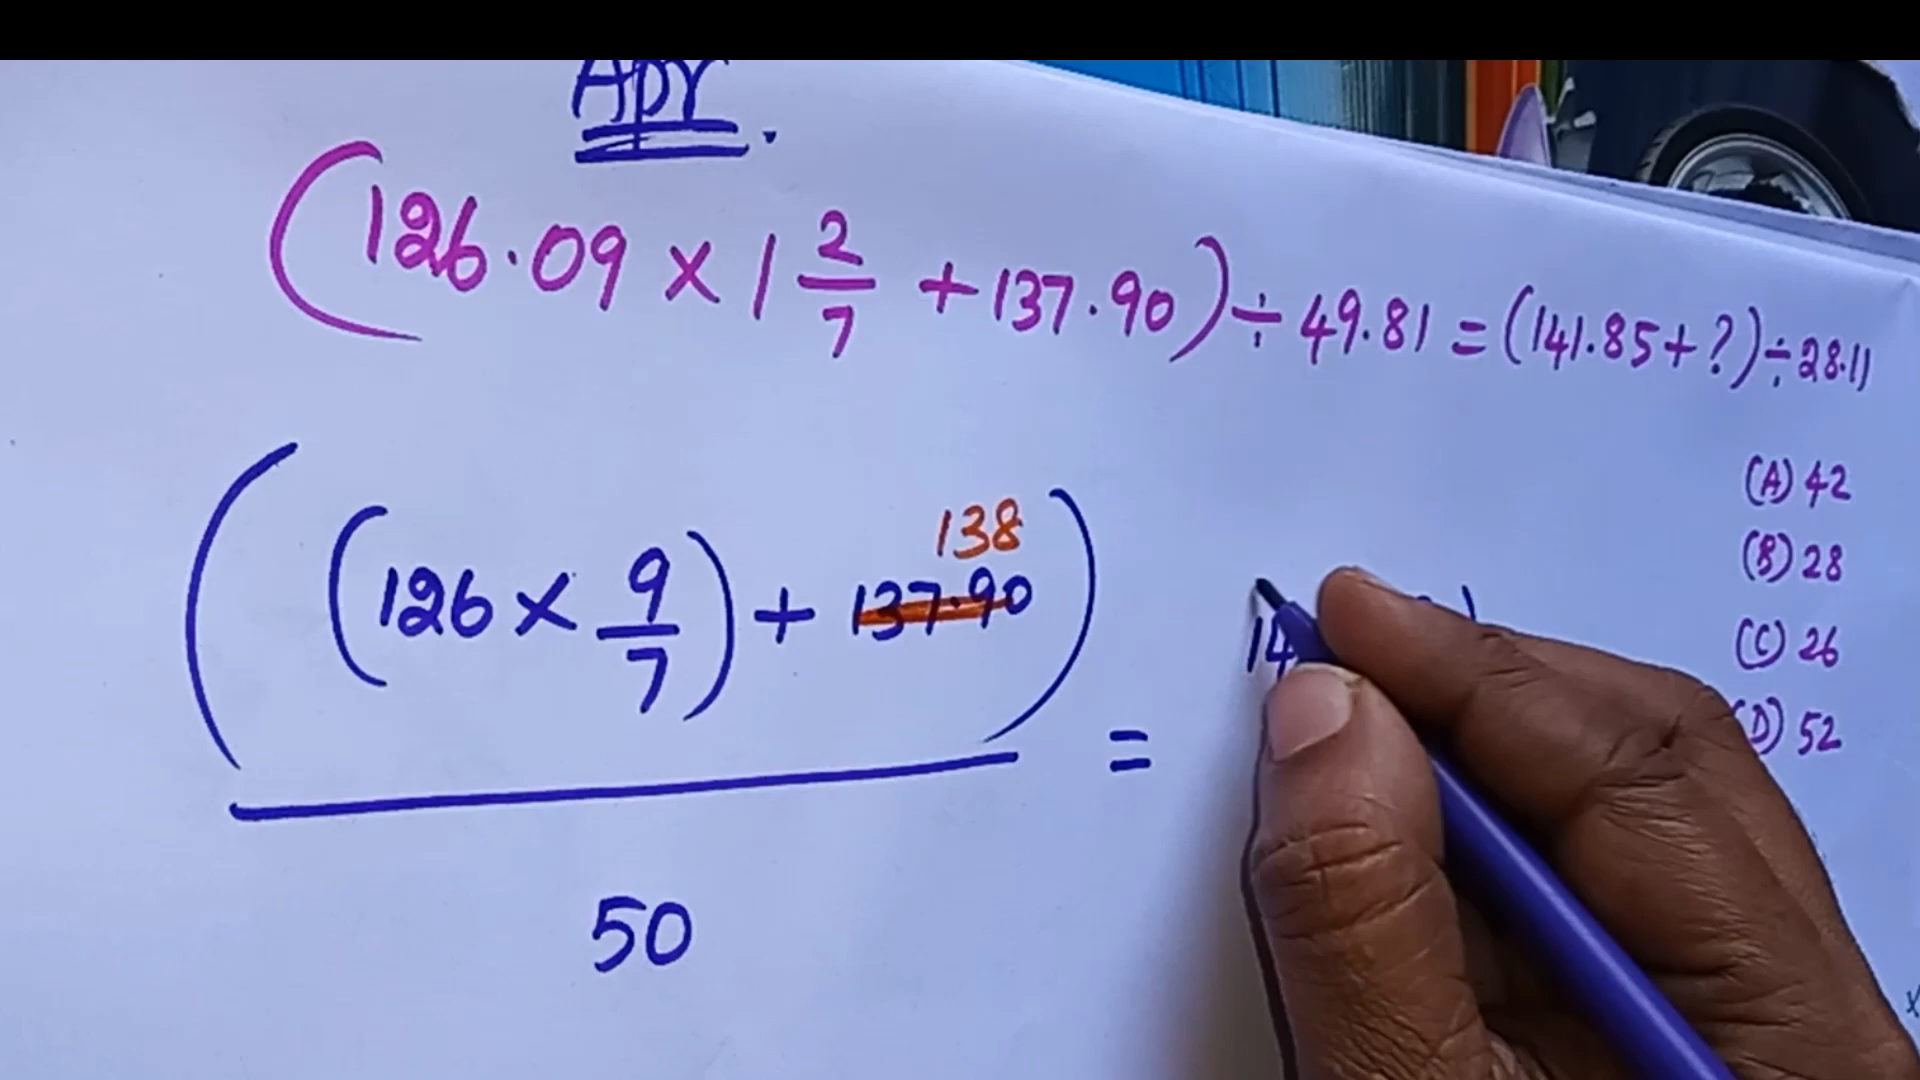 Apr.
(126.09 × 1 2/7 + 137.90) ÷ 49.81 = (141.85 + ?) ÷ 28.11
(A) 42
(B) 28
(C) 26
(D) 52
138
((126 × 9/7) + 137.90) = 14
50